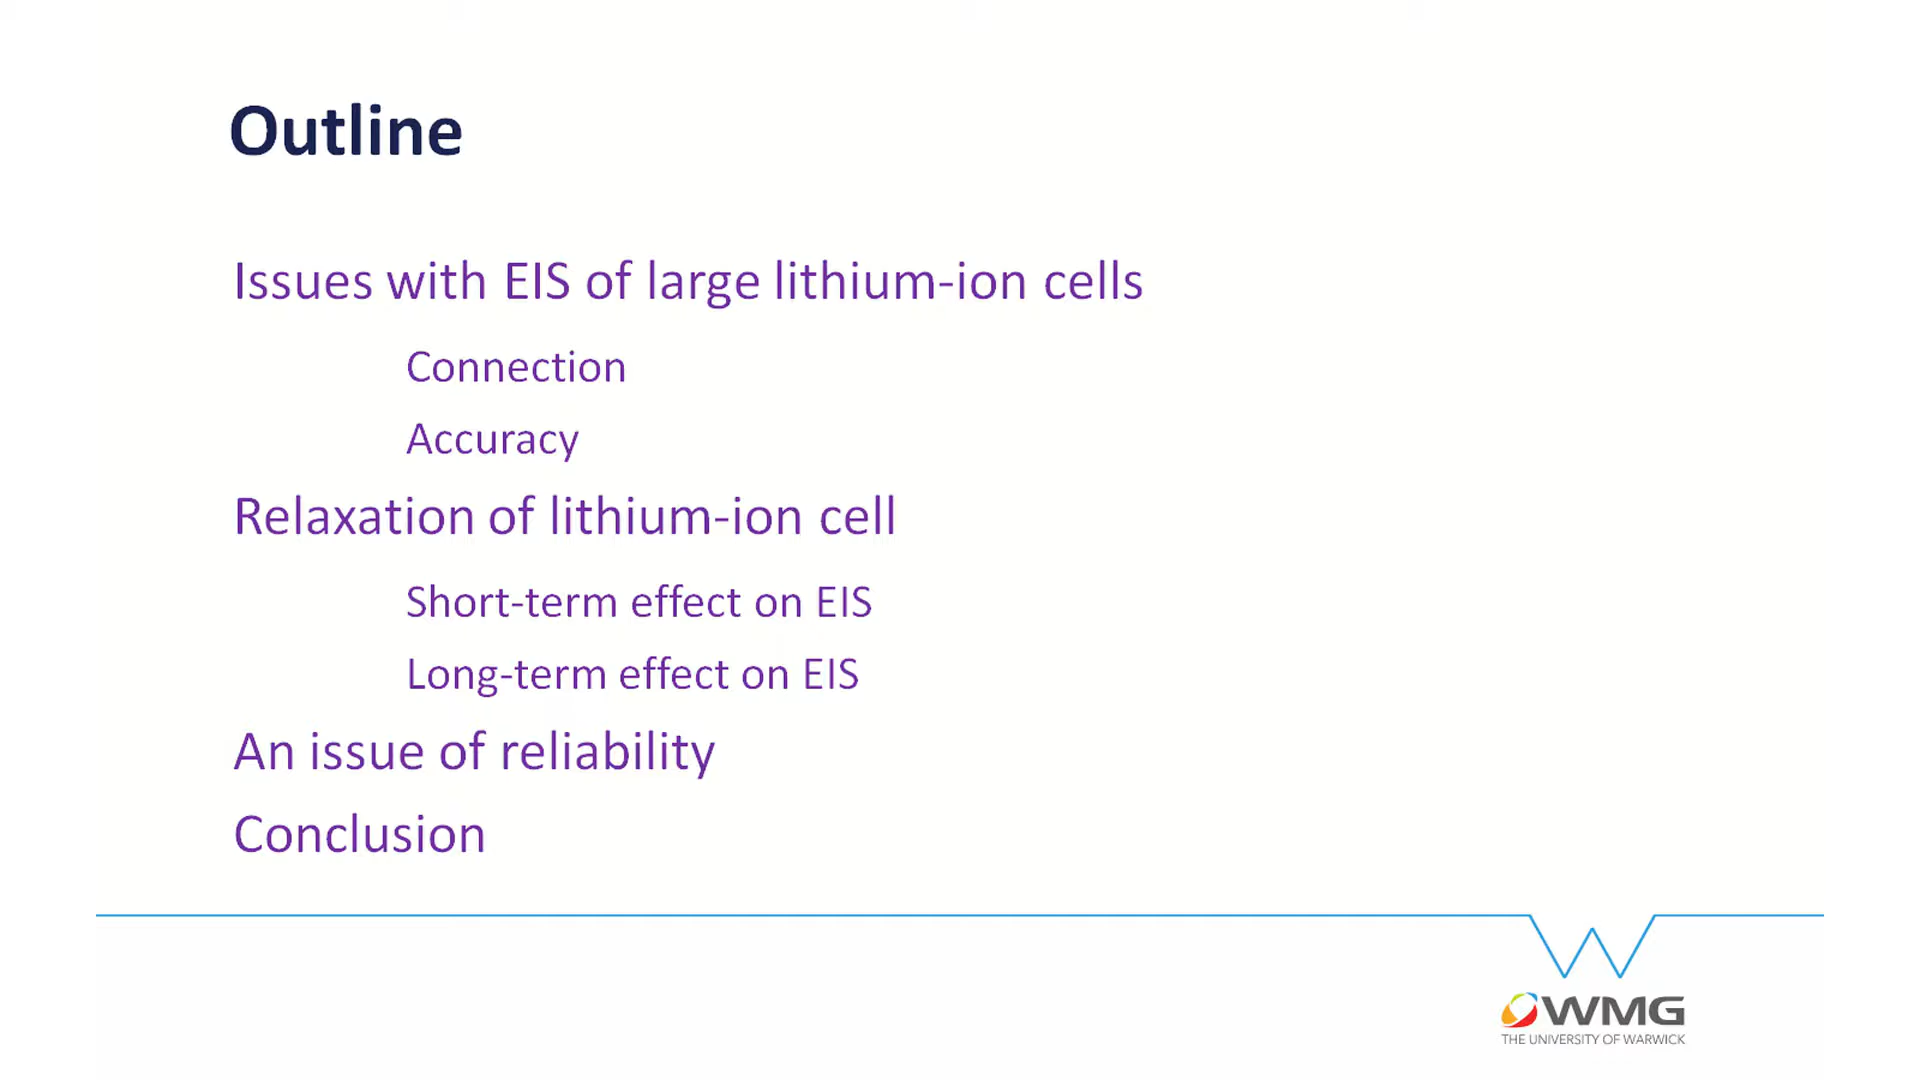 Outline
Issues with EIS of large lithium-ion cells
Connection
Accuracy
Relaxation of lithium-ion cell
Short-term effect on EIS
Long-term effect on EIS
An issue of reliability
Conclusion
WMG
THE UNIVERSITY OF WARWICK